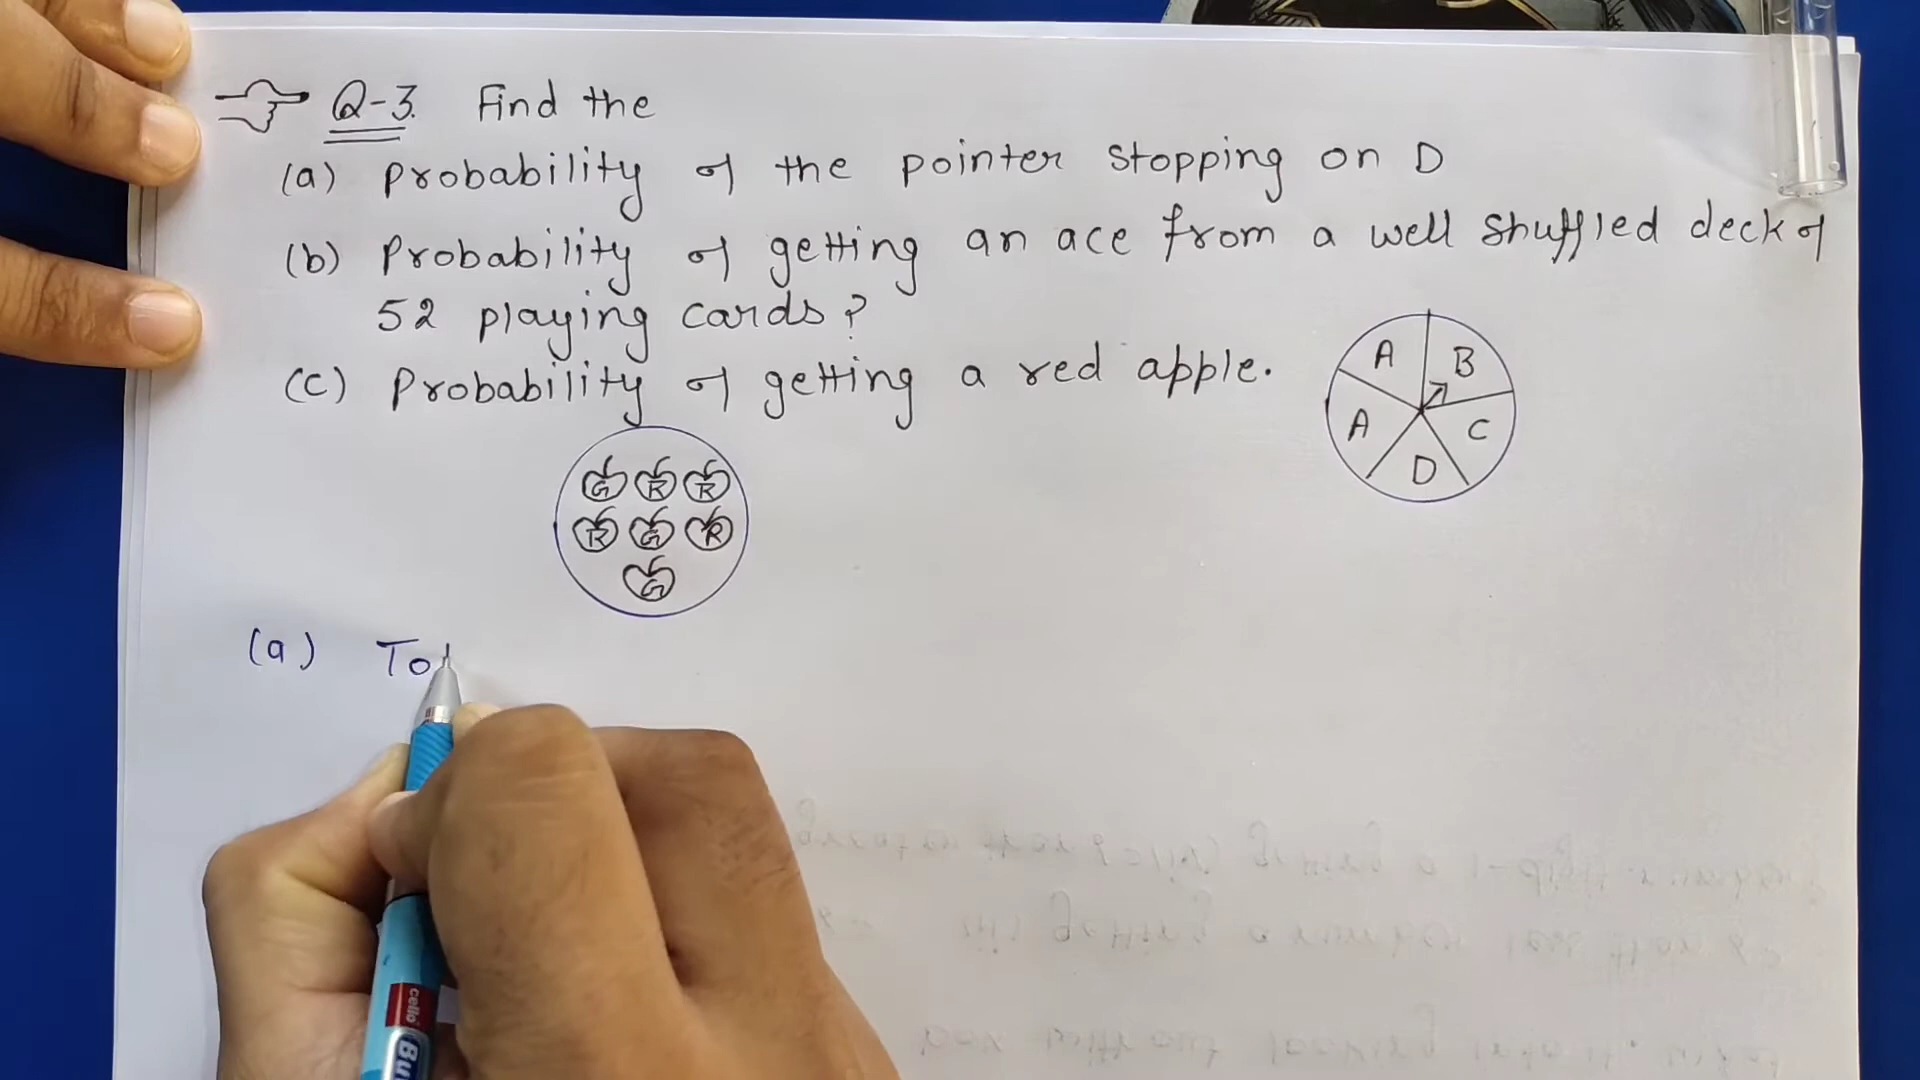 Q-3. Find the
(a) Probability of the pointer stopping on D
(b) Probability of getting an ace from a well shuffled deck of
52 playing cards?
(c) Probability of getting a red apple.
A B
A C
D
G R R
R G R
G
(a) To
cello
Bu